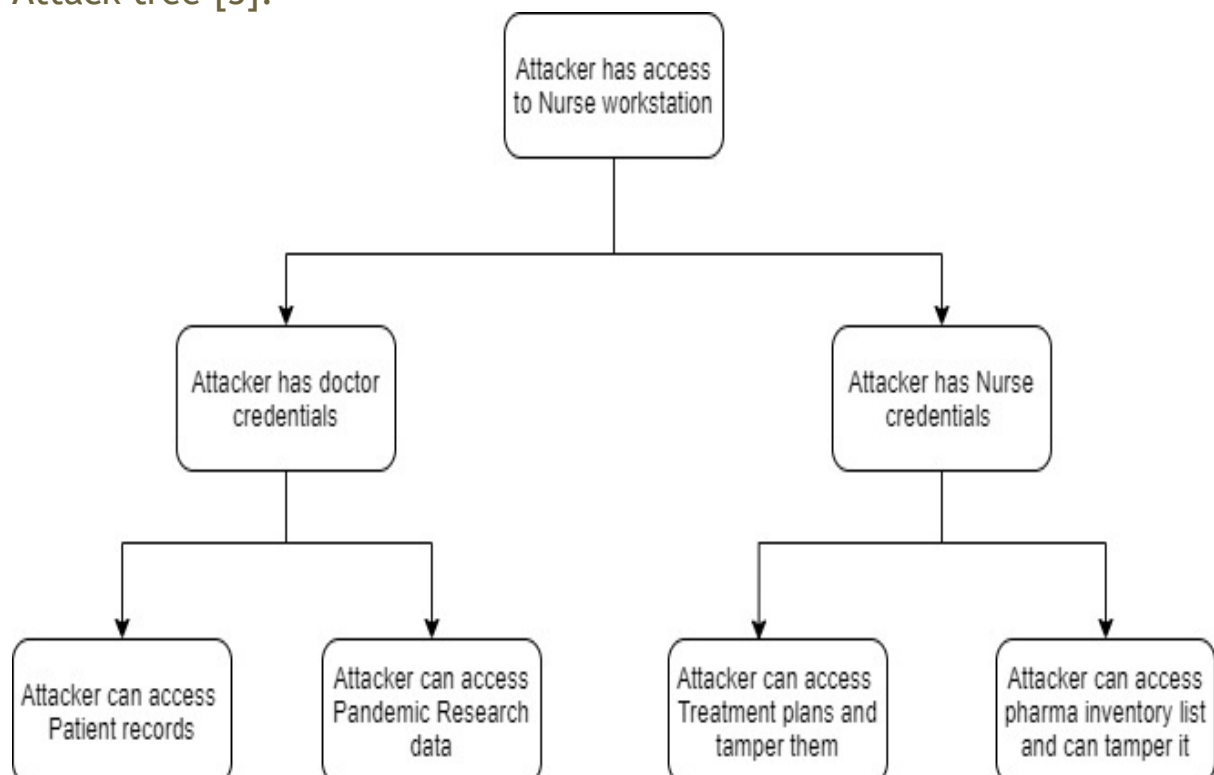 Attack tree [3]:
Attacker has access
to Nurse workstation
Attacker has doctor
credentials
Attacker has Nurse
credentials
Attacker can access
Patient records
Attacker can access
Pandemic Research
data
Attacker can access
Treatment plans and
tamper them
Attacker can access
pharma inventory list
and can tamper it